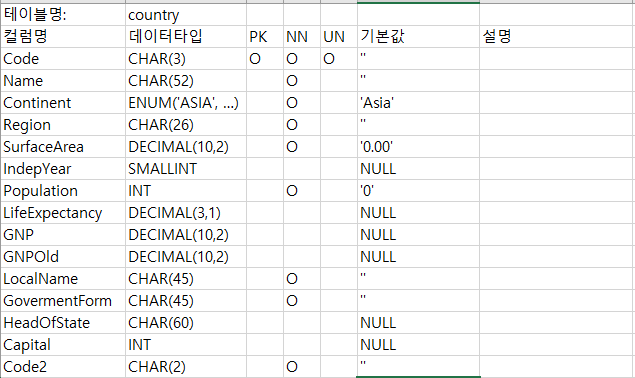 테이블명: country
컬럼명 데이터타입 PK NN UN 기본값 설명
Code CHAR(3) O O O ''
Name CHAR(52) O ''
Continent ENUM('ASIA', ...) O 'Asia'
Region CHAR(26) O ''
SurfaceArea DECIMAL(10,2) O '0.00'
IndepYear SMALLINT NULL
Population INT O '0'
LifeExpectancy DECIMAL(3,1) NULL
GNP DECIMAL(10,2) NULL
GNPOld DECIMAL(10,2) NULL
LocalName CHAR(45) O ''
GovermentForm CHAR(45) O ''
HeadOfState CHAR(60) NULL
Capital INT NULL
Code2 CHAR(2) O ''